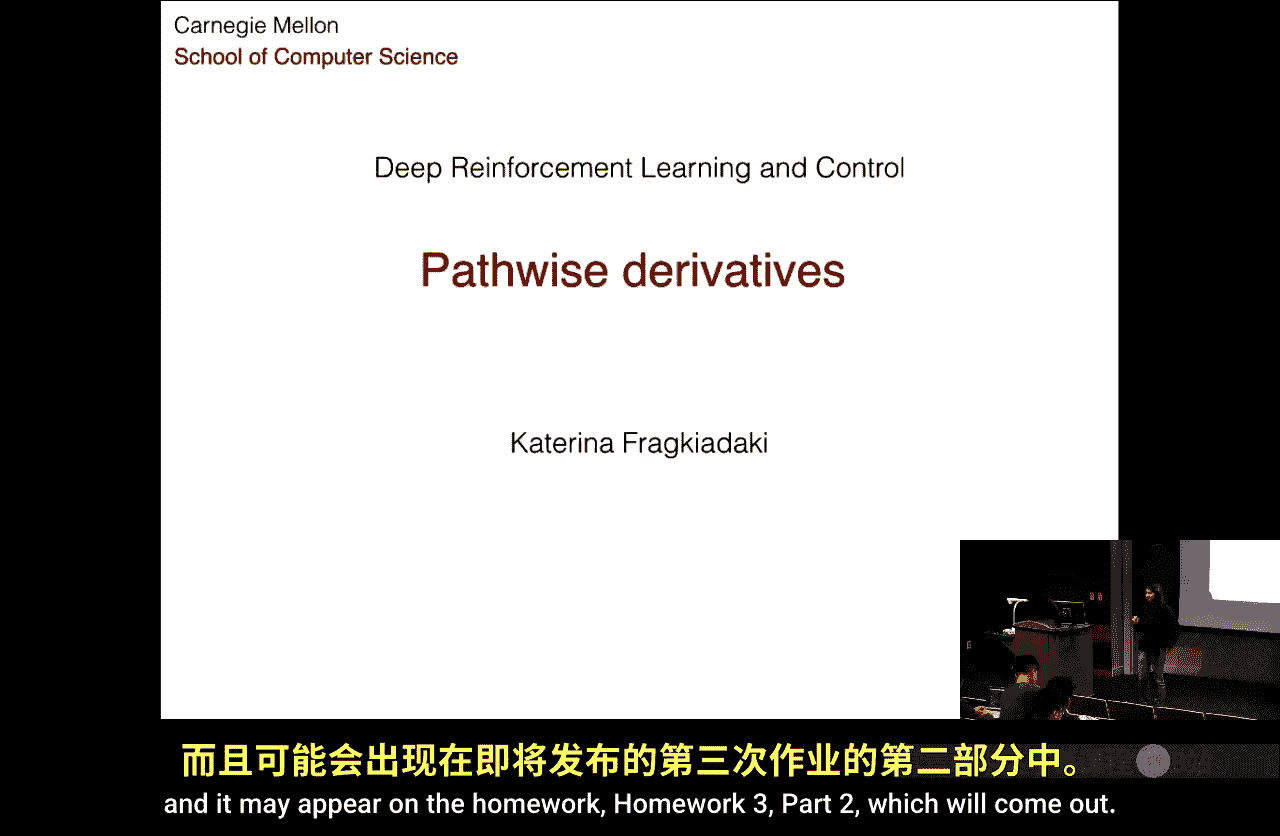 Carnegie Mellon
School of Computer Science
Deep Reinforcement Learning and Control
Pathwise derivatives
Katerina Fragkiadaki
而且可能会出现在即将发布的第三次作业的第二部分中。
and it may appear on the homework, Homework 3, Part 2, which will come out.